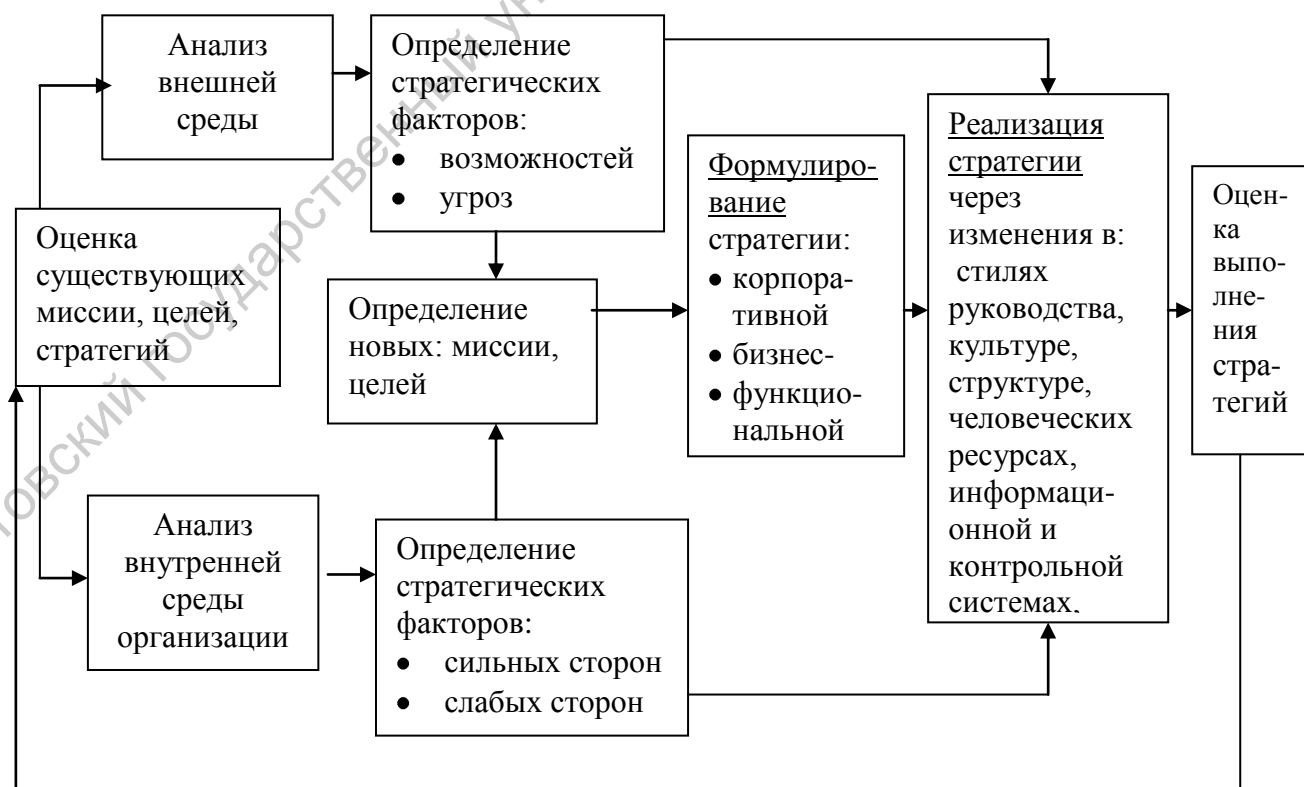 Анализ
внешней
среды
Определение
стратегических
факторов:
• возможностей
• угроз
Оценка
существующих
миссии, целей,
стратегий
Определение
новых: миссии,
целей
Формулиро-
вание
стратегии:
• корпора-
тивной
• бизнес-
• функцио-
нальной
Реализация
стратегии
через
изменения в:
стилях
руководства,
культуре,
структуре,
человеческих
ресурсах,
информаци-
онной и
контрольной
системах,
Оцен-
ка
выпо-
лне-
ния
стра-
тегий
Анализ
внутренней
среды
организации
Определение
стратегических
факторов:
• сильных сторон
• слабых сторон
товский государственный ун